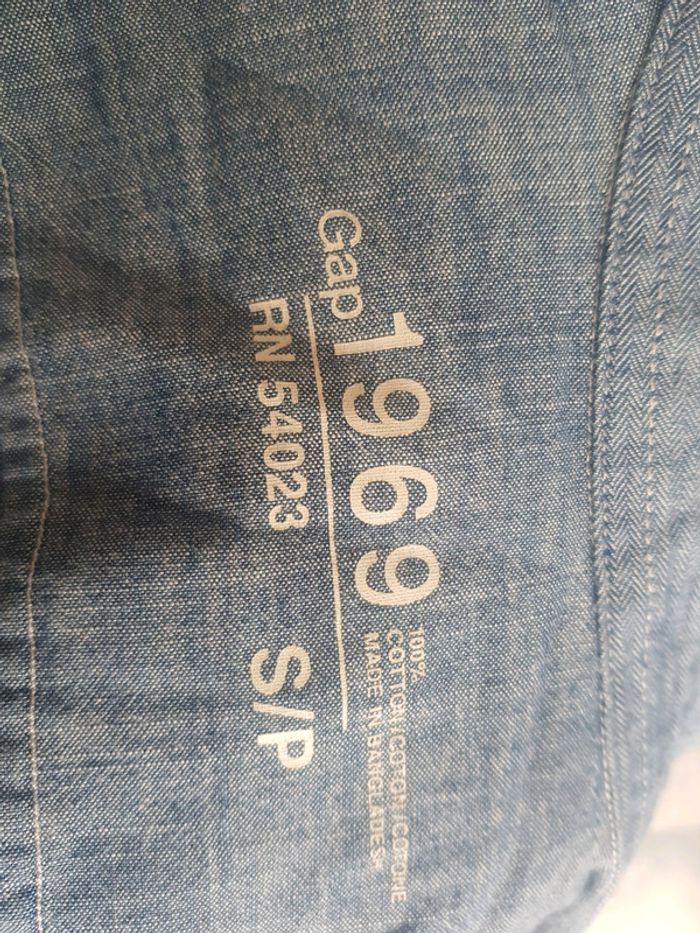 Gap 1969
100%
COTTON/COTON/COTONE
MADE IN BANGLADESH
RN 54023
S/P